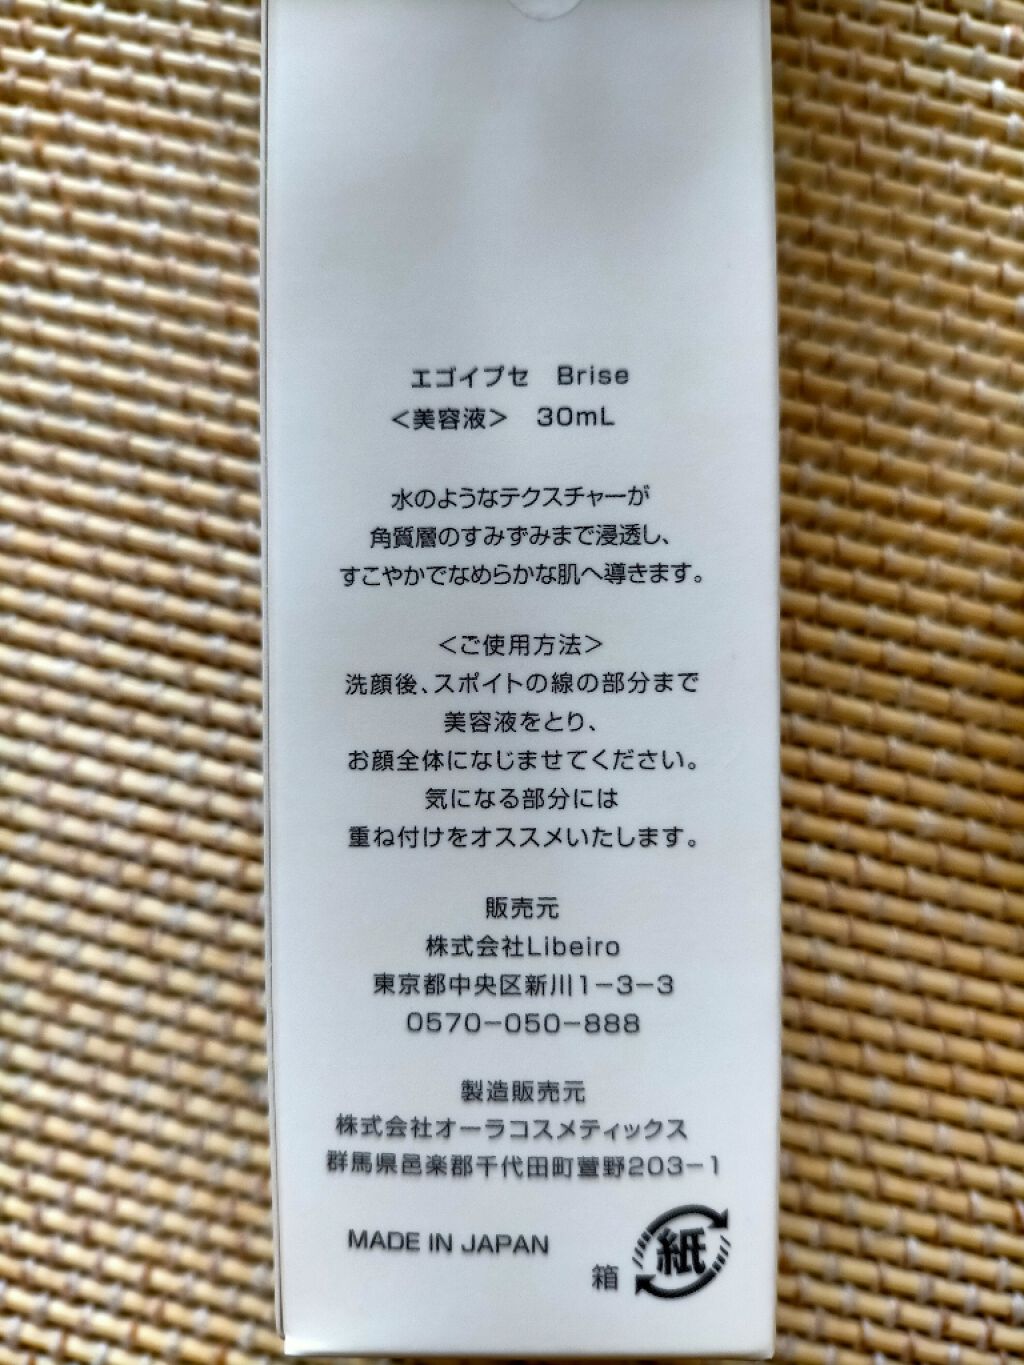 エゴイプセ　Brise
＜美容液＞　30mL
水のようなテクスチャーが
角質層のすみずみまで浸透し、
すこやかでなめらかな肌へ導きます。
＜ご使用方法＞
洗顔後、スポイトの線の部分まで
美容液をとり、
お顔全体になじませてください。
気になる部分には
重ね付けをオススメいたします。
販売元
株式会社Libeiro
東京都中央区新川1−3−3
0570−050−888
製造販売元
株式会社オーラコスメティックス
群馬県邑楽郡千代田町萱野203−1
MADE IN JAPAN
箱 紙